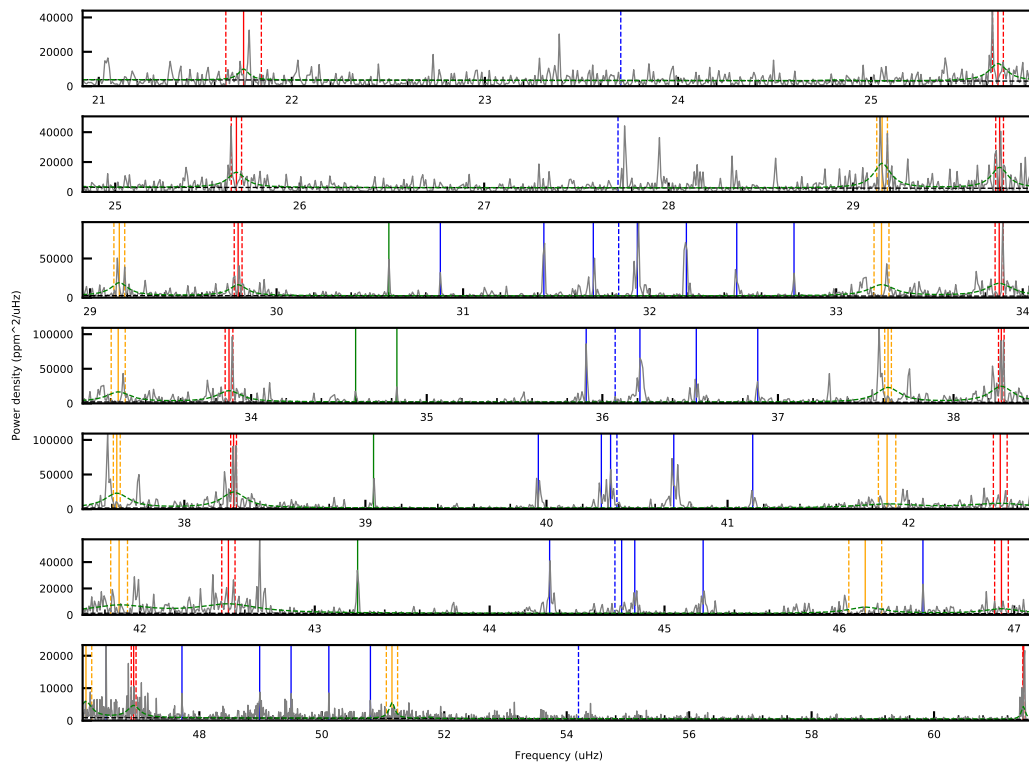 40000
20000
0
21 22 23 24 25
40000
20000
0
25 26 27 28 29
50000
0
29 30 31 32 33 34
100000
50000
0
34 35 36 37 38
100000
50000
0
38 39 40 41 42
40000
20000
0
42 43 44 45 46 47
20000
10000
0
48 50 52 54 56 58 60
Power density (ppm^2/uHz)
Frequency (uHz)